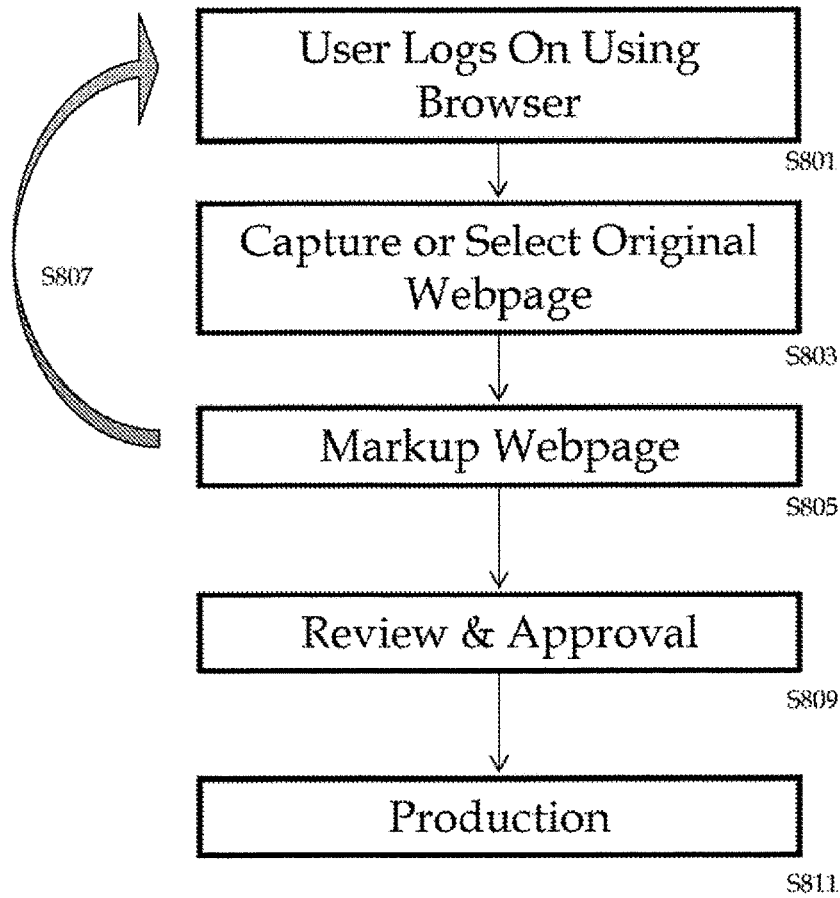 User Logs On Using
Browser
S801
Capture or Select Original
Webpage
S807
S803
Markup Webpage
S805
Review & Approval
S809
Production
S811